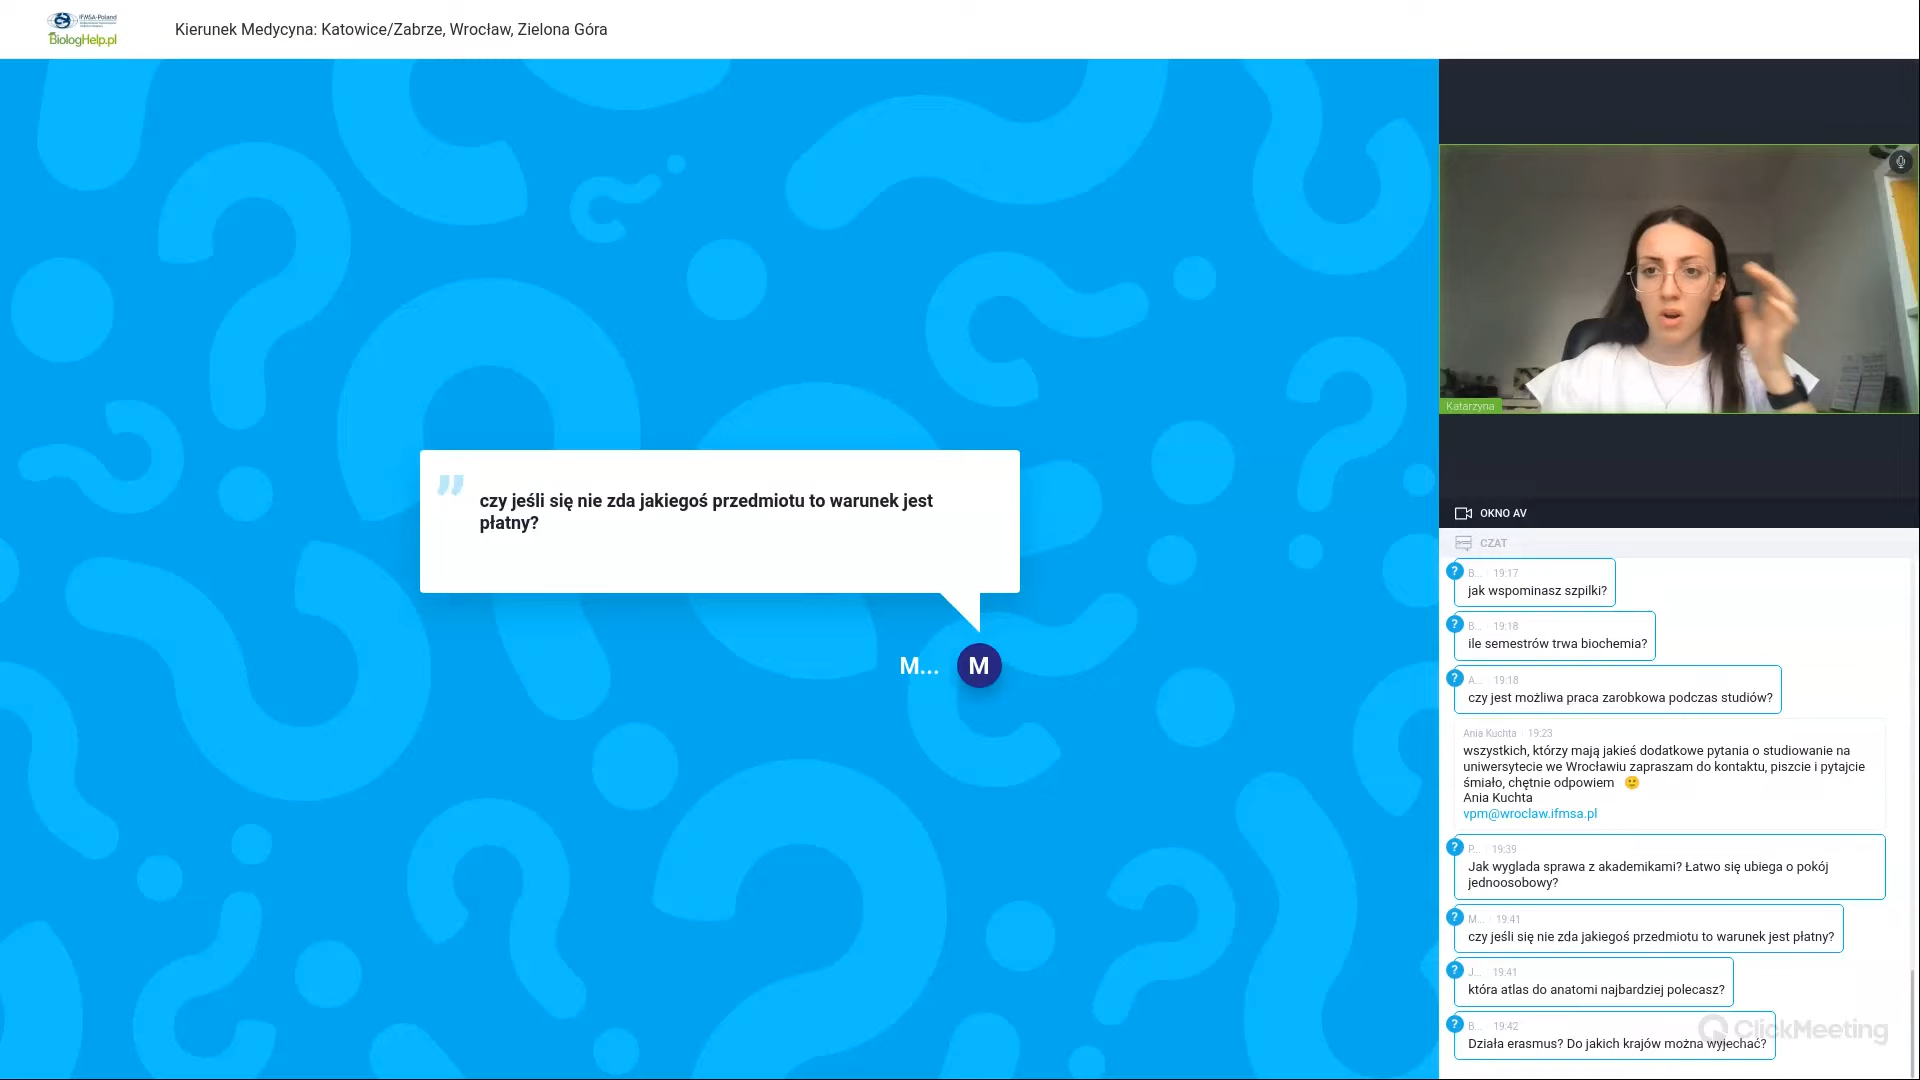 IFMSA-Poland
BiologHelp.pl
Kierunek Medycyna: Katowice/Zabrze, Wrocław, Zielona Góra
czy jeśli się nie zda jakiegoś przedmiotu to warunek jest
płatny?
M...
M
Katarzyna
OKNO AV
CZAT
? B... 19:17
jak wspominasz szpilki?
? B... 19:18
ile semestrów trwa biochemia?
? A... 19:18
czy jest możliwa praca zarobkowa podczas studiów?
Ania Kuchta 19:23
wszystkich, którzy mają jakieś dodatkowe pytania o studiowanie na
uniwersytecie we Wrocławiu zapraszam do kontaktu, piszcie i pytajcie
śmiało, chętnie odpowiem 🙂
Ania Kuchta
vpm@wroclaw.ifmsa.pl
? P... 19:39
Jak wyglada sprawa z akademikami? Łatwo się ubiega o pokój
jednoosobowy?
? M... 19:41
czy jeśli się nie zda jakiegoś przedmiotu to warunek jest płatny?
? J... 19:41
która atlas do anatomi najbardziej polecasz?
? B... 19:42
Działa erasmus? Do jakich krajów można wyjechać?
ClickMeeting